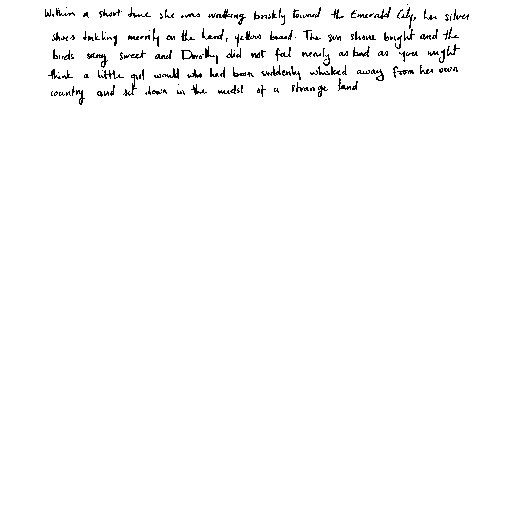 Within a short time she was walking briskly toward the Emerald City, her silver
shoes tinkling merrily on the hard, yellow road. The sun shone bright and the
birds sang sweet and Dorothy did not feel nearly as bad as you might
think a little girl would who had been suddenly whisked away from her own
country and set down in the midst of a strange land